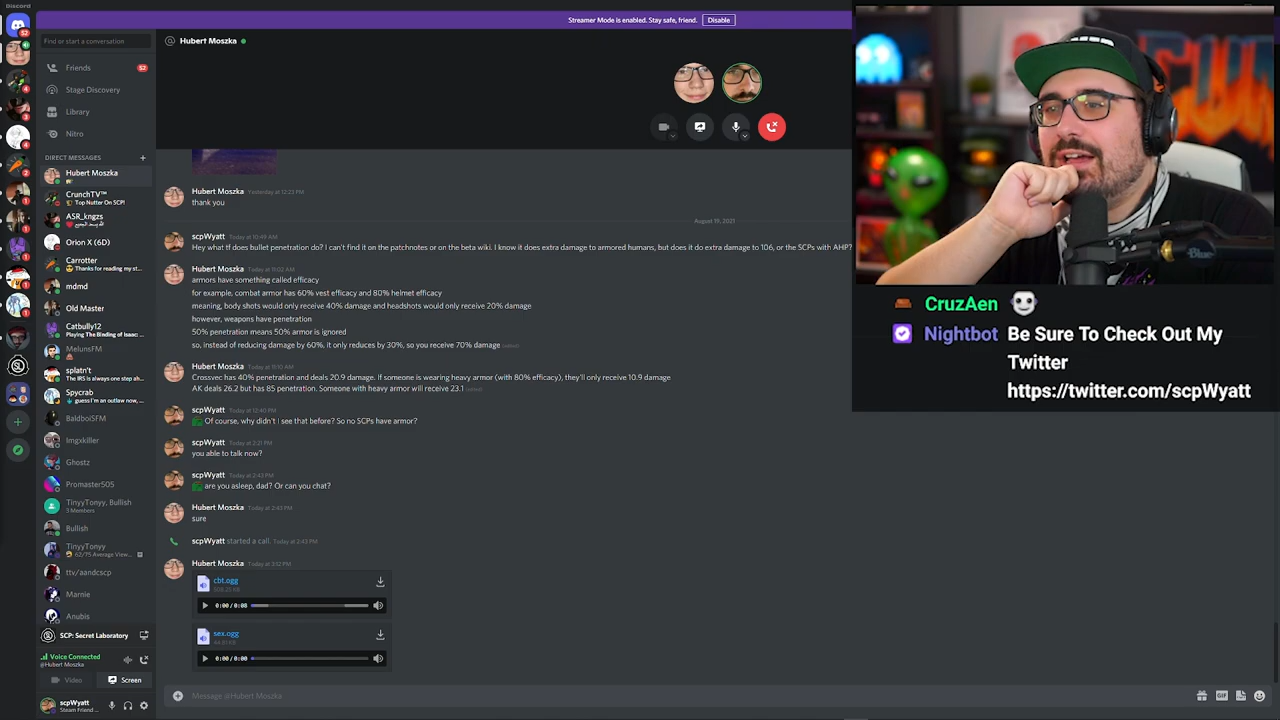 Discord
Streamer Mode is enabled. Stay safe, friend. Disable
Find or start a conversation
Friends
52
Stage Discovery
Library
Nitro
DIRECT MESSAGES
Hubert Moszka
CrunchTV™
Top Nutter On SCP!
ASR_kngzs
Orion X (6D)
Carrotter
Thanks for reading my st...
mdmd
Old Master
Catbully12
Playing The Binding of Isaac: ...
MelunsFM
splatn't
The IRS is always one step ah...
Spycrab
guess I'm an outlaw now, ...
BaldboiSFM
Imgxkiller
Ghostz
Promaster505
TinyyTonyy, Bullish
3 Members
Bullish
TinyyTonyy
62/75 Average View...
ttv/aandcscp
Marnie
Anubis
SCP: Secret Laboratory
Voice Connected
@Hubert Moszka
Video
Screen
scpWyatt
Steam Friend ...
Hubert Moszka
Hubert Moszka Yesterday at 12:23 PM
thank you
August 19, 2021
scpWyatt Today at 10:49 AM
Hey what tf does bullet penetration do? I can't find it on the patchnotes or on the beta wiki. I know it does extra damage to armored humans, but does it do extra damage to 106, or the SCPs with AHP?
Hubert Moszka Today at 11:02 AM
armors have something called efficacy
for example, combat armor has 60% vest efficacy and 80% helmet efficacy
meaning, body shots would only receive 40% damage and headshots would only receive 20% damage
however, weapons have penetration
50% penetration means 50% armor is ignored
so, instead of reducing damage by 60%, it only reduces by 30%, so you receive 70% damage (edited)
Hubert Moszka Today at 11:10 AM
Crossvec has 40% penetration and deals 20.9 damage. If someone is wearing heavy armor (with 80% efficacy), they'll only receive 10.9 damage
AK deals 26.2 but has 85 penetration. Someone with heavy armor will receive 23.1 (edited)
scpWyatt Today at 12:40 PM
Of course, why didn't I see that before? So no SCPs have armor?
scpWyatt Today at 2:21 PM
you able to talk now?
scpWyatt Today at 2:43 PM
are you asleep, dad? Or can you chat?
Hubert Moszka Today at 2:43 PM
sure
scpWyatt started a call. Today at 2:43 PM
Hubert Moszka Today at 3:12 PM
cbt.ogg
0:00/0:08
sex.ogg
0:00/0:00
Message @Hubert Moszka
GIF
CruzAen
Nightbot Be Sure To Check Out My
Twitter
https://twitter.com/scpWyatt
Blue